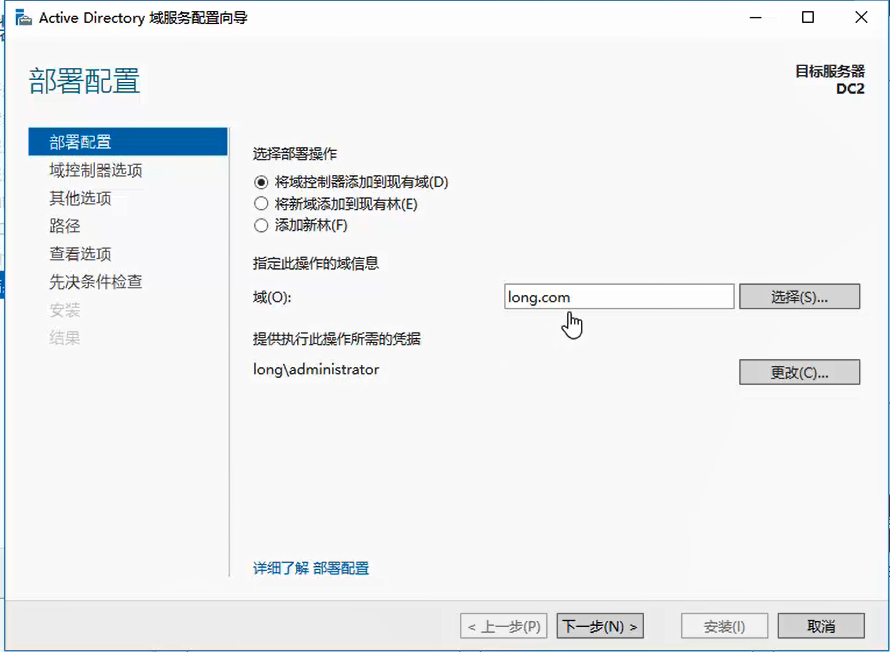 Active Directory 域服务配置向导
部署配置
目标服务器
DC2
部署配置
域控制器选项
其他选项
路径
查看选项
先决条件检查
安装
结果
选择部署操作
将域控制器添加到现有域(D)
将新域添加到现有林(E)
添加新林(F)
指定此操作的域信息
域(O):
long.com
选择(S)...
提供执行此操作所需的凭据
long\administrator
更改(C)...
详细了解 部署配置
< 上一步(P)
下一步(N) >
安装(I)
取消